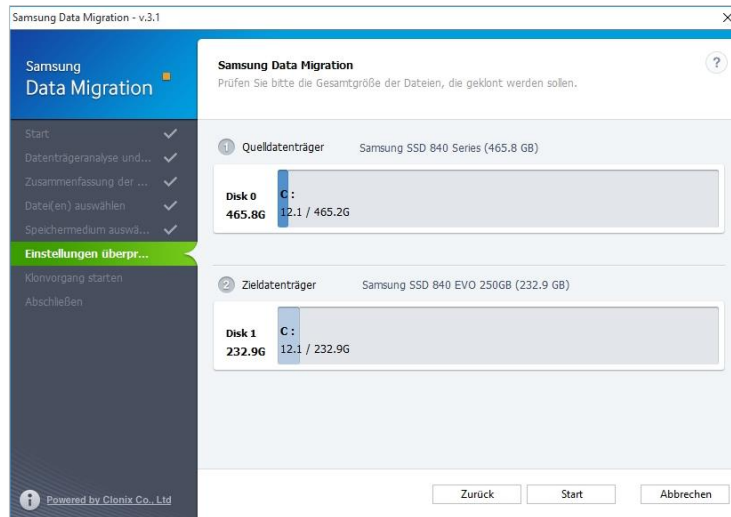 Samsung Data Migration - v.3.1
Samsung
Data Migration
Samsung Data Migration
Prüfen Sie bitte die Gesamtgröße der Dateien, die geklont werden sollen.
?
Start
Datenträgeranalyse und...
Zusammenfassung der ...
Datei(en) auswählen
Speichermedium auswä...
Einstellungen überpr...
Klonvorgang starten
Abschließen
1 Quelldatenträger Samsung SSD 840 Series (465.8 GB)
Disk 0
465.8G
C :
12.1 / 465.2G
2 Zieldatenträger Samsung SSD 840 EVO 250GB (232.9 GB)
Disk 1
232.9G
C :
12.1 / 232.9G
Powered by Clonix Co., Ltd
Zurück Start Abbrechen